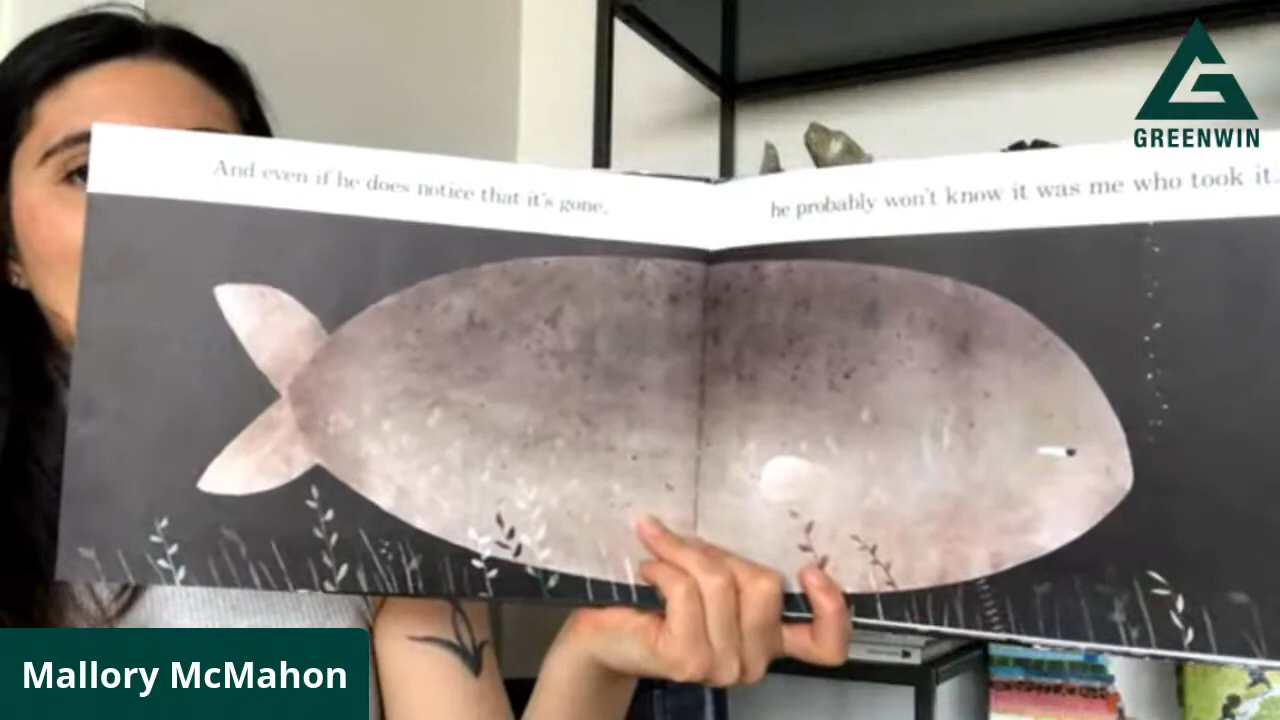 GREENWIN
And even if he does notice that it's gone,
he probably won't know it was me who took it.
Mallory McMahon